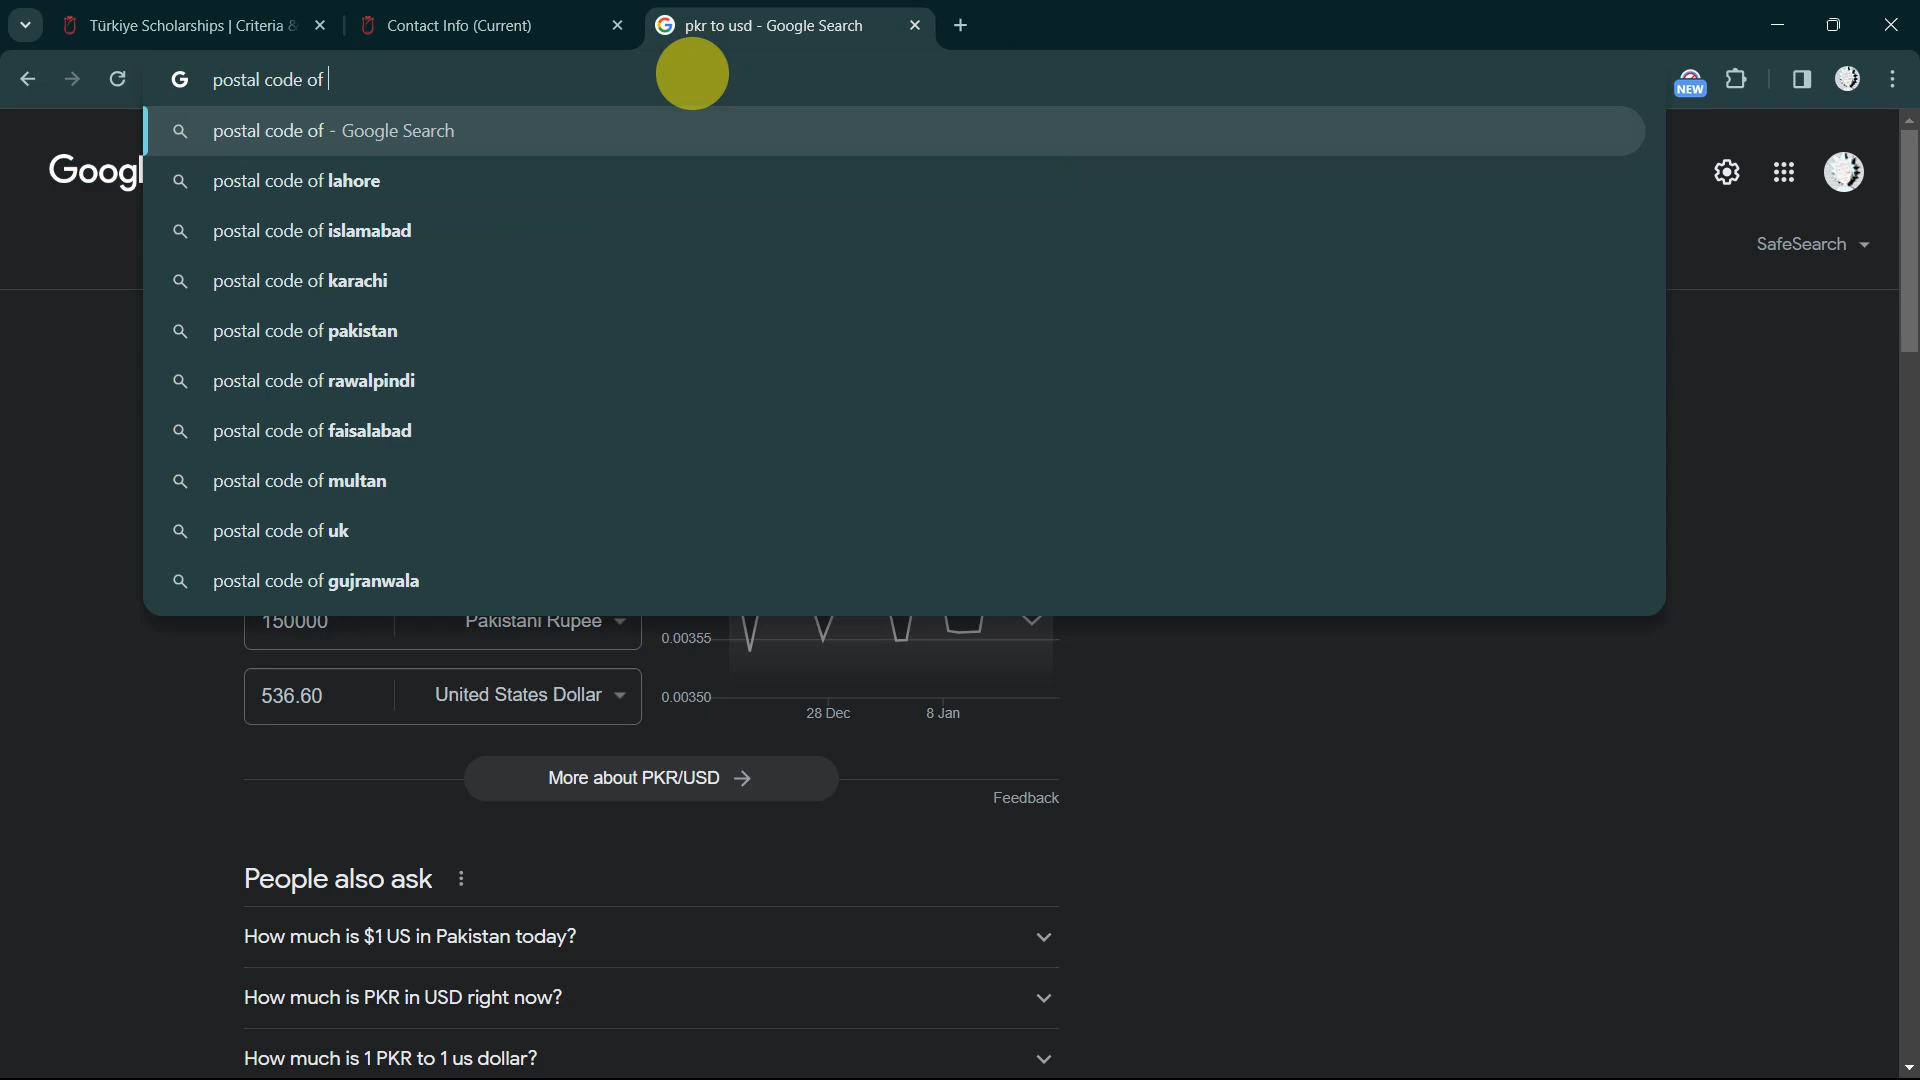 Türkiye Scholarships | Criteria &
Contact Info (Current)
pkr to usd - Google Search
postal code of
NEW
postal code of - Google Search
postal code of lahore
postal code of islamabad
postal code of karachi
postal code of pakistan
postal code of rawalpindi
postal code of faisalabad
postal code of multan
postal code of uk
postal code of gujranwala
Googl
SafeSearch
150000 Pakistani Rupee
536.60 United States Dollar
0.00355
0.00350
28 Dec 8 Jan
More about PKR/USD →
Feedback
People also ask
How much is $1 US in Pakistan today?
How much is PKR in USD right now?
How much is 1 PKR to 1 us dollar?